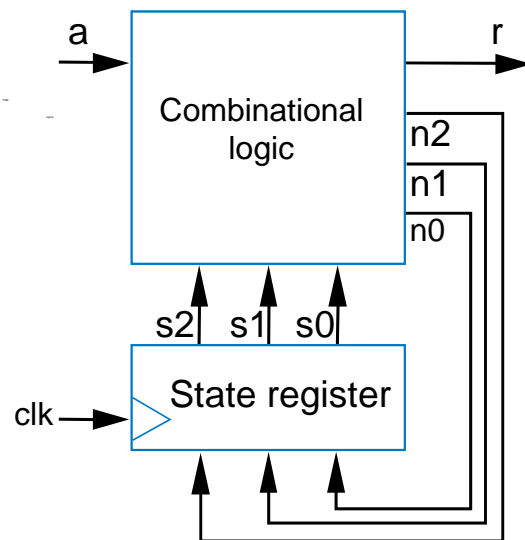 a
r
Combinational
logic
n2
n1
n0
s2 s1 s0
State register
clk